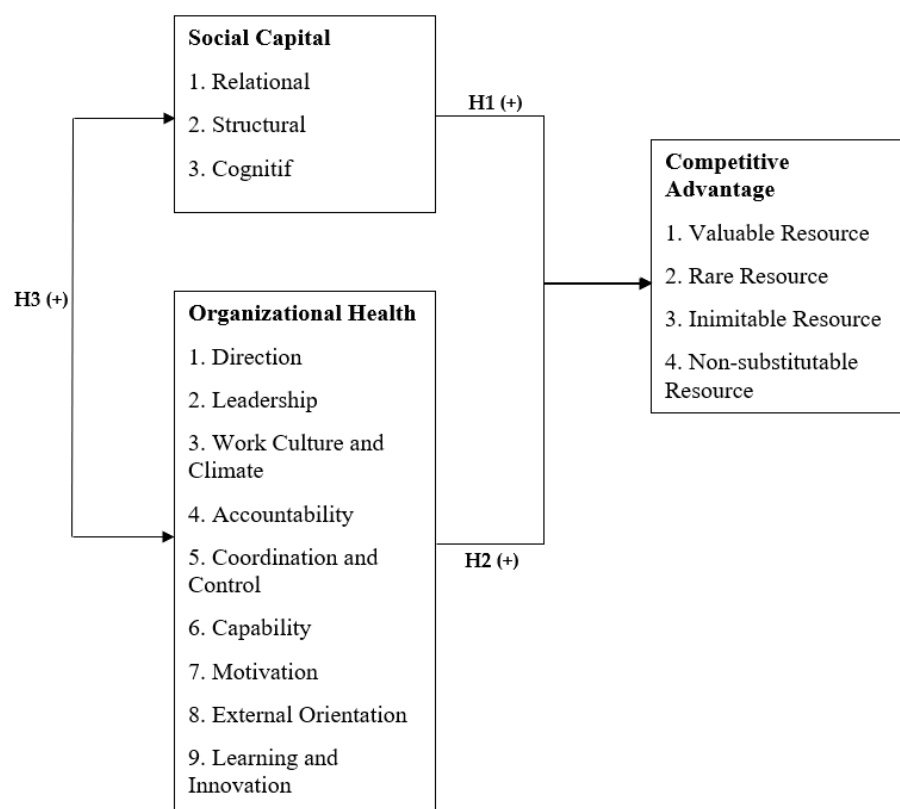 Social Capital
1. Relational
2. Structural
3. Cognitif
H1 (+)
Competitive
Advantage
1. Valuable Resource
2. Rare Resource
3. Inimitable Resource
4. Non-substitutable
Resource
H3 (+)
Organizational Health
1. Direction
2. Leadership
3. Work Culture and
Climate
4. Accountability
5. Coordination and
Control
6. Capability
7. Motivation
8. External Orientation
9. Learning and
Innovation
H2 (+)